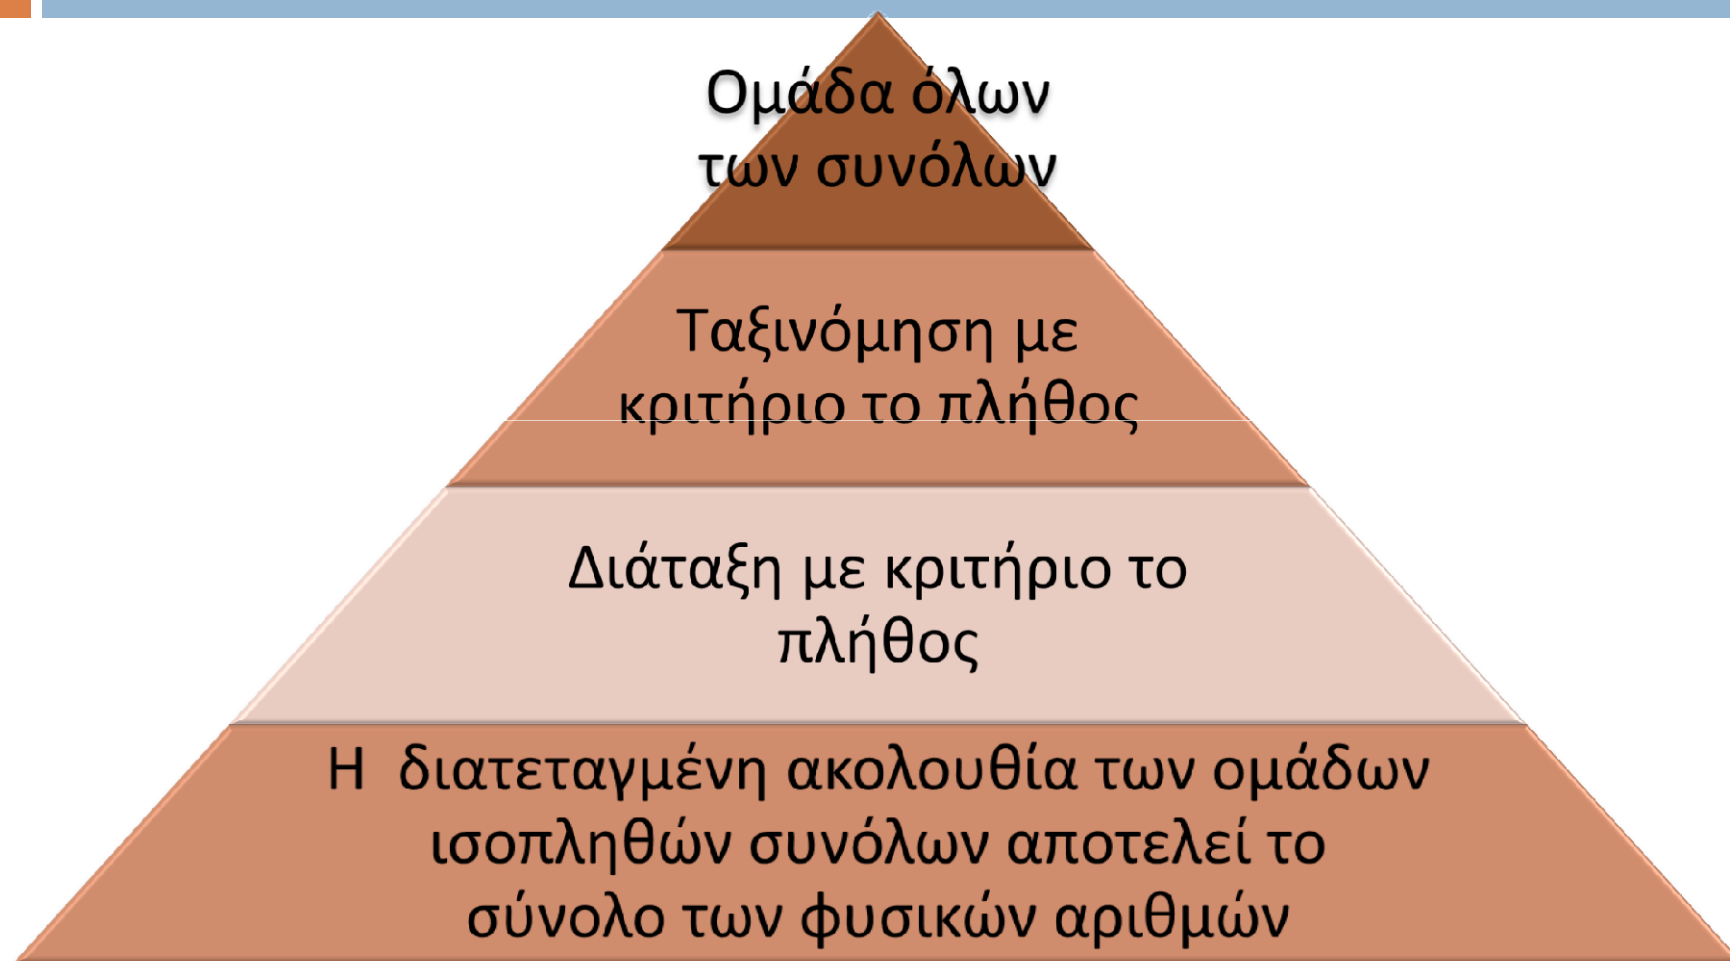 Ομάδα όλων
των συνόλων
Ταξινόμηση με
κριτήριο το πλήθος
Διάταξη με κριτήριο το
πλήθος
Η διατεταγμένη ακολουθία των ομάδων
ισοπληθών συνόλων αποτελεί το
σύνολο των φυσικών αριθμών